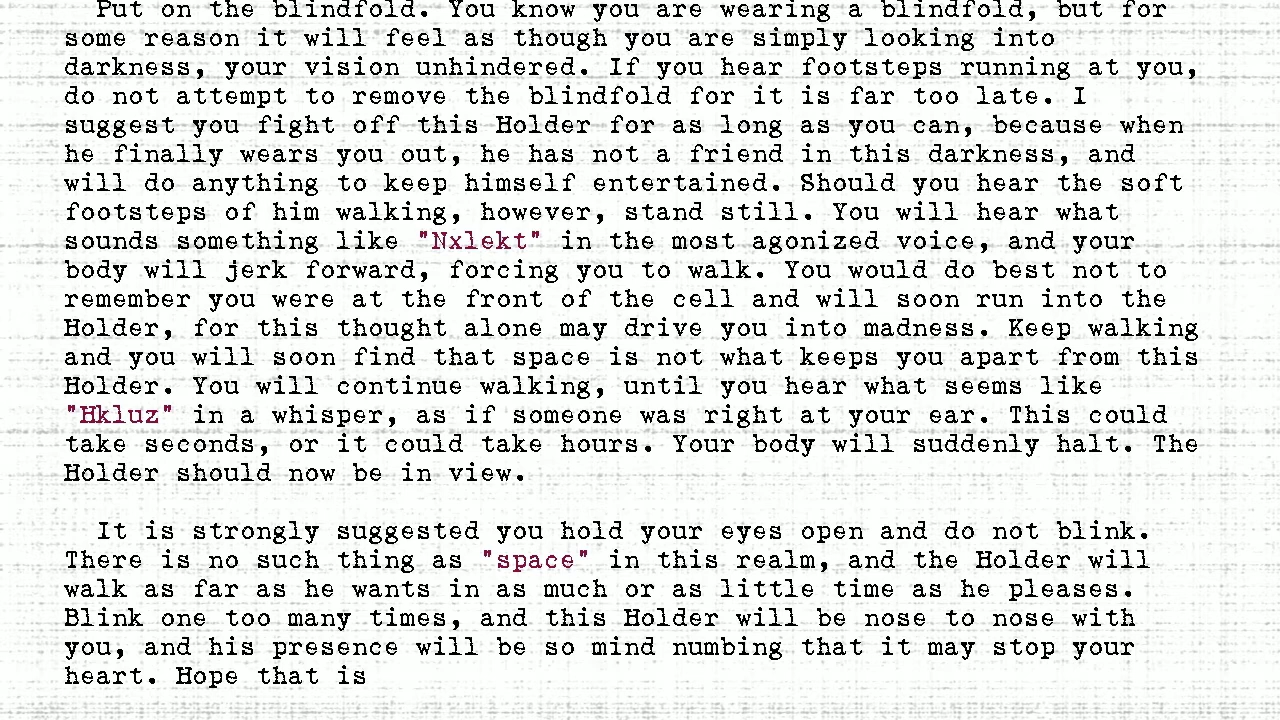 Put on the blindfold. You know you are wearing a blindfold, but for
some reason it will feel as though you are simply looking into
darkness, your vision unhindered. If you hear footsteps running at you,
do not attempt to remove the blindfold for it is far too late. I
suggest you fight off this Holder for as long as you can, because when
he finally wears you out, he has not a friend in this darkness, and
will do anything to keep himself entertained. Should you hear the soft
footsteps of him walking, however, stand still. You will hear what
sounds something like "Nxlekt" in the most agonized voice, and your
body will jerk forward, forcing you to walk. You would do best not to
remember you were at the front of the cell and will soon run into the
Holder, for this thought alone may drive you into madness. Keep walking
and you will soon find that space is not what keeps you apart from this
Holder. You will continue walking, until you hear what seems like
"Hkluz" in a whisper, as if someone was right at your ear. This could
take seconds, or it could take hours. Your body will suddenly halt. The
Holder should now be in view.
It is strongly suggested you hold your eyes open and do not blink.
There is no such thing as "space" in this realm, and the Holder will
walk as far as he wants in as much or as little time as he pleases.
Blink one too many times, and this Holder will be nose to nose with
you, and his presence will be so mind numbing that it may stop your
heart. Hope that is